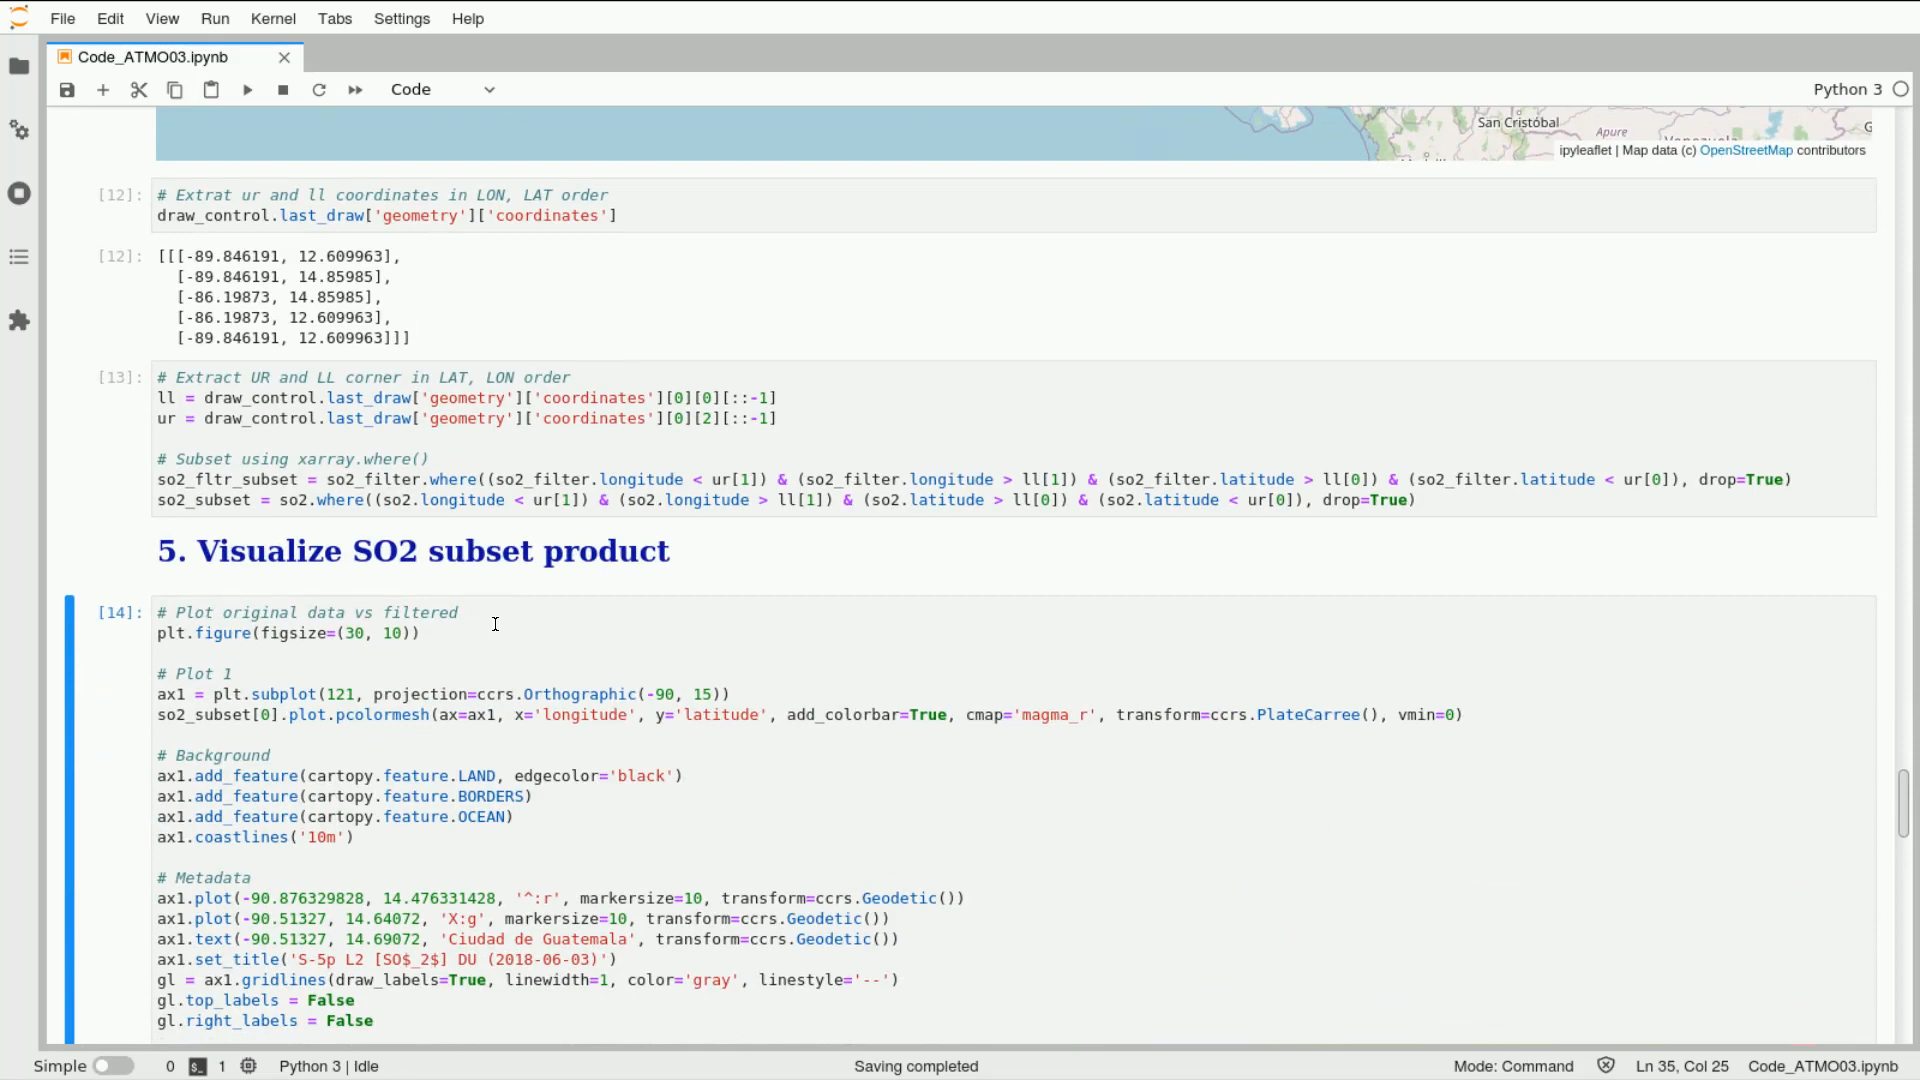 File Edit View Run Kernel Tabs Settings Help
Code_ATMO03.ipynb
Code
Python 3
San Cristóbal
Apure
ipyleaflet | Map data (c) OpenStreetMap contributors
[12]:
# Extrat ur and ll coordinates in LON, LAT order
draw_control.last_draw['geometry']['coordinates']
[12]:
[[[-89.846191, 12.609963],
[-89.846191, 14.85985],
[-86.19873, 14.85985],
[-86.19873, 12.609963],
[-89.846191, 12.609963]]]
[13]:
# Extract UR and LL corner in LAT, LON order
ll = draw_control.last_draw['geometry']['coordinates'][0][0][::-1]
ur = draw_control.last_draw['geometry']['coordinates'][0][2][::-1]
# Subset using xarray.where()
so2_fltr_subset = so2_filter.where((so2_filter.longitude < ur[1]) & (so2_filter.longitude > ll[1]) & (so2_filter.latitude > ll[0]) & (so2_filter.latitude < ur[0]), drop=True)
so2_subset = so2.where((so2.longitude < ur[1]) & (so2.longitude > ll[1]) & (so2.latitude > ll[0]) & (so2.latitude < ur[0]), drop=True)
5. Visualize SO2 subset product
[14]:
# Plot original data vs filtered
plt.figure(figsize=(30, 10))
# Plot 1
ax1 = plt.subplot(121, projection=ccrs.Orthographic(-90, 15))
so2_subset[0].plot.pcolormesh(ax=ax1, x='longitude', y='latitude', add_colorbar=True, cmap='magma_r', transform=ccrs.PlateCarree(), vmin=0)
# Background
ax1.add_feature(cartopy.feature.LAND, edgecolor='black')
ax1.add_feature(cartopy.feature.BORDERS)
ax1.add_feature(cartopy.feature.OCEAN)
ax1.coastlines('10m')
# Metadata
ax1.plot(-90.876329828, 14.476331428, '^:r', markersize=10, transform=ccrs.Geodetic())
ax1.plot(-90.51327, 14.64072, 'X:g', markersize=10, transform=ccrs.Geodetic())
ax1.text(-90.51327, 14.69072, 'Ciudad de Guatemala', transform=ccrs.Geodetic())
ax1.set_title('S-5p L2 [SO$_2$] DU (2018-06-03)')
gl = ax1.gridlines(draw_labels=True, linewidth=1, color='gray', linestyle='--')
gl.top_labels = False
gl.right_labels = False
Simple 0 1 Python 3 | Idle Saving completed Mode: Command Ln 35, Col 25 Code_ATMO03.ipynb